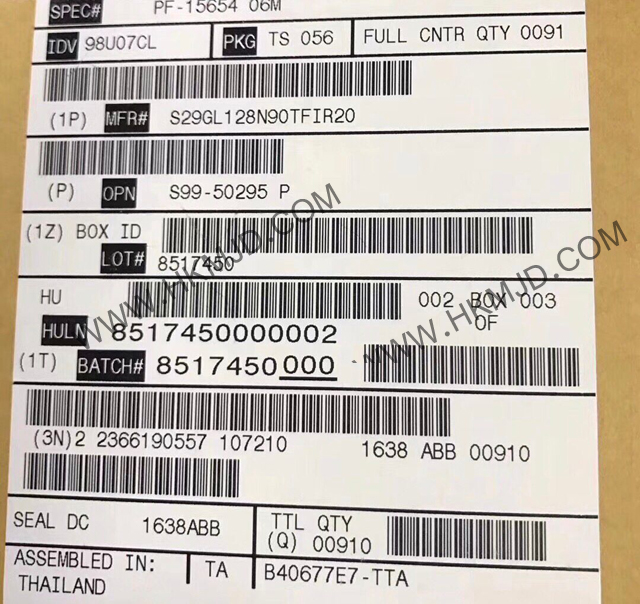 SPEC# PF-15654 06M
IDV 98U07CL PKG TS 056 FULL CNTR QTY 0091
(1P) MFR# S29GL128N90TFIR20
(P) OPN S99-50295 P
(1Z) BOX ID
LOT# 8517450
HU 002 BOX 003
OF
HULN 8517450000002
(1T) BATCH# 8517450000
(3N)2 2366190557 107210 1638 ABB 00910
SEAL DC 1638ABB TTL QTY
(Q) 00910
ASSEMBLED IN: TA B40677E7-TTA
THAILAND
WWW.HKMJD.COM
WWW.HKMJD.COM